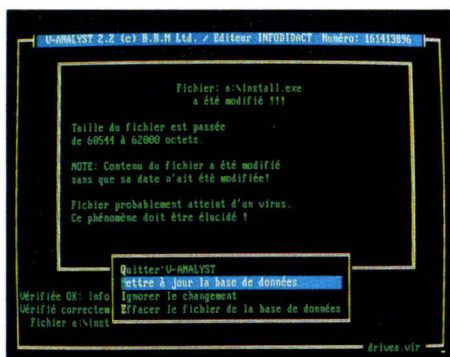 V-ANALYST 2.2 (c) B.R.M Ltd. / Editeur INFODIDACT Numéro: 161413896
Fichier: a:\install.exe
a été modifié !!!
Taille du fichier est passée
de 60544 à 62000 octets.
NOTE: Contenu du fichier a été modifié
sans que sa date n'ait été modifiée!
Fichier probablement atteint d'un virus.
Ce phénomène doit être élucidé !
Quitter V-ANALYST
ettre à jour la base de données
Ignorer le changement
Effacer le fichier de la base de données
Vérifiée OK: Info
Vérifié correctem
Fichier a:\inst
drivea.vir